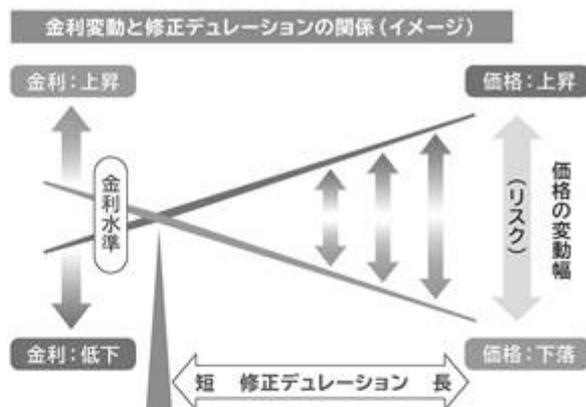 金利変動と修正デュレーションの関係（イメージ）
金利：上昇
価格：上昇
金利水準
価格の変動幅
（リスク）
金利：低下
価格：下落
短 修正デュレーション 長